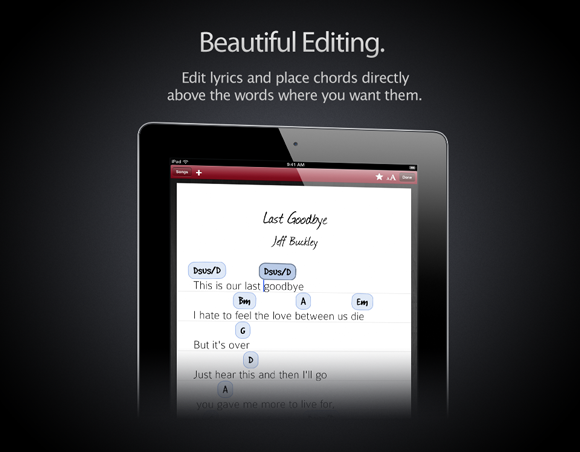 Beautiful Editing.
Edit lyrics and place chords directly
above the words where you want them.
iPad 9:41 AM
Songs + AA Done
Last Goodbye
Jeff Buckley
Dsus/D Dsus/D
This is our last goodbye
Bm A Em
I hate to feel the love between us die
G
But it's over
D
Just hear this and then I'll go
A
you gave me more to live for,